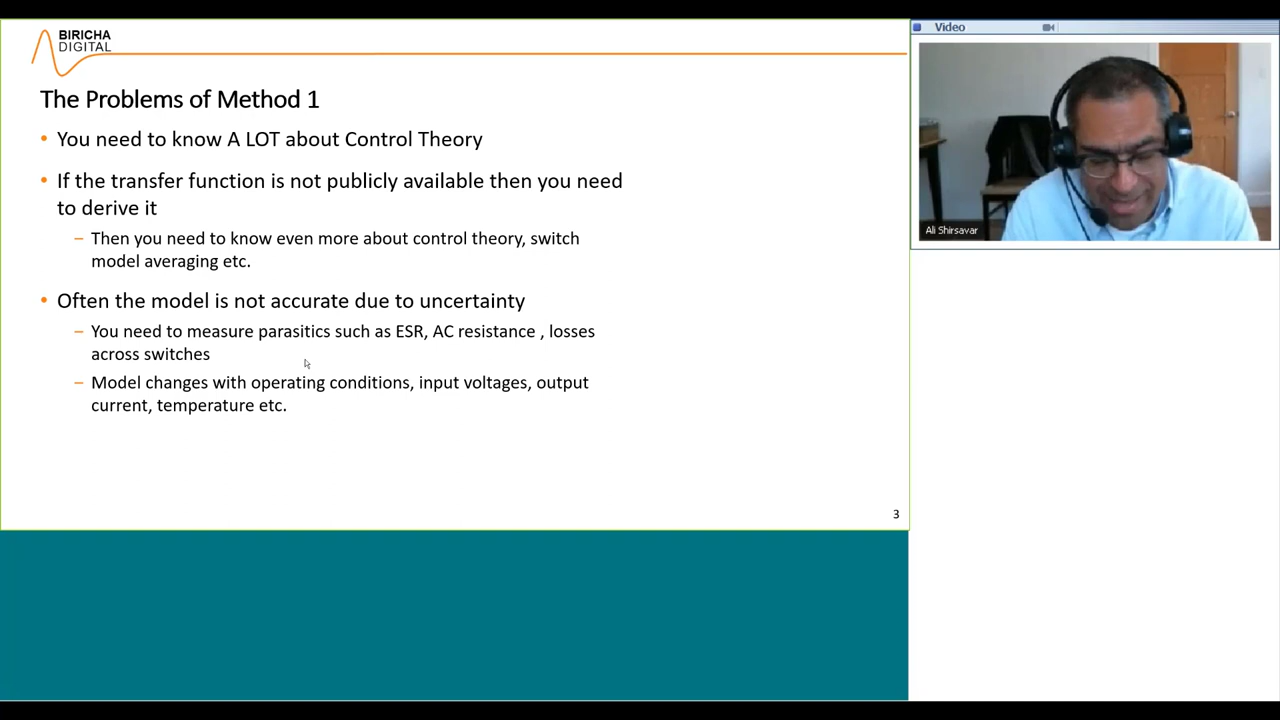 BIRICHA
DIGITAL
The Problems of Method 1
• You need to know A LOT about Control Theory
• If the transfer function is not publicly available then you need
to derive it
– Then you need to know even more about control theory, switch
model averaging etc.
• Often the model is not accurate due to uncertainty
– You need to measure parasitics such as ESR, AC resistance , losses
across switches
– Model changes with operating conditions, input voltages, output
current, temperature etc.
3
Video
Ali Shirsavar